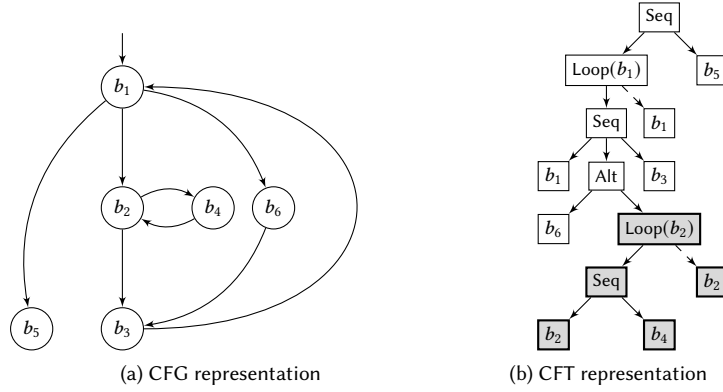 b₁
b₂
b₄
b₆
b₅
b₃
(a) CFG representation
Seq
Loop(b₁)
b₅
Seq
b₁
b₁
Alt
b₃
b₆
Loop(b₂)
Seq
b₂
b₂
b₄
(b) CFT representation